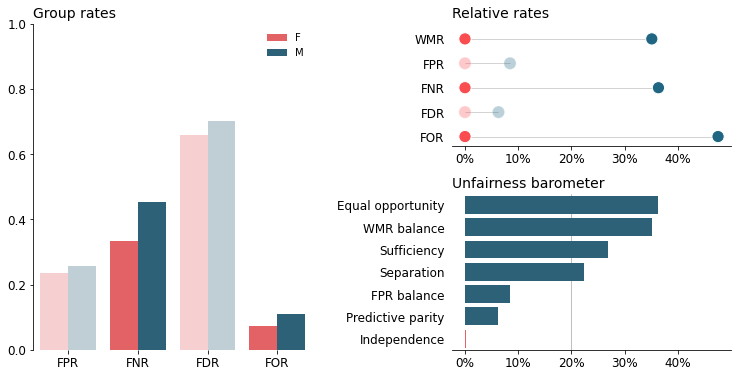 Group rates
1.0
0.8
0.6
0.4
0.2
0.0
F
M
FPR FNR FDR FOR
Relative rates
WMR
FPR
FNR
FDR
FOR
0% 10% 20% 30% 40%
Unfairness barometer
Equal opportunity
WMR balance
Sufficiency
Separation
FPR balance
Predictive parity
Independence
0% 10% 20% 30% 40%